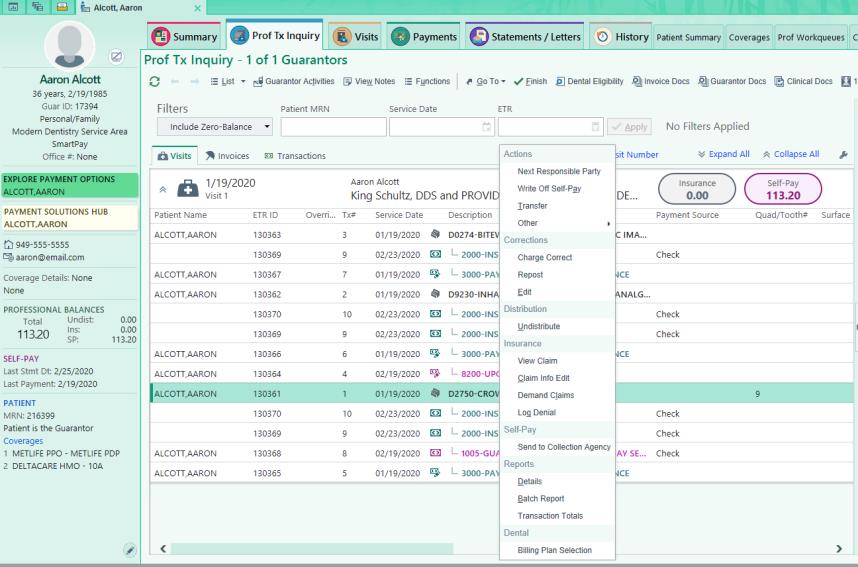 Alcott, Aaron ×
Summary
Prof Tx Inquiry
Visits
Payments
Statements / Letters
History
Patient Summary
Coverages
Prof Workqueues
Prof Tx Inquiry - 1 of 1 Guarantors
List
Guarantor Activities
View Notes
Functions
Go To
Finish
Dental Eligibility
Invoice Docs
Guarantor Docs
Clinical Docs
Aaron Alcott
36 years, 2/19/1985
Guar ID: 17394
Personal/Family
Modern Dentistry Service Area
SmartPay
Office #: None
EXPLORE PAYMENT OPTIONS
ALCOTT,AARON
PAYMENT SOLUTIONS HUB
ALCOTT,AARON
949-555-5555
aaron@email.com
Coverage Details: None
None
PROFESSIONAL BALANCES
Total Undist: 0.00
Ins: 0.00
113.20 SP: 113.20
SELF-PAY
Last Stmt Dt: 2/25/2020
Last Payment: 2/19/2020
PATIENT
MRN: 216399
Patient is the Guarantor
Coverages
1 METLIFE PPO - METLIFE PDP
2 DELTACARE HMO - 10A
Filters Patient MRN Service Date ETR
Include Zero-Balance Apply No Filters Applied
Visits Invoices Transactions sit Number Expand All Collapse All
1/19/2020
Visit 1
Aaron Alcott
King Schultz, DDS and PROVID DE...
Insurance
0.00
Self-Pay
113.20
Patient Name ETR ID Overri... Tx# Service Date Description Payment Source Quad/Tooth# Surface
ALCOTT,AARON 130363 3 01/19/2020 D0274-BITEW C IMA...
130369 9 02/23/2020 2000-INS Check
ALCOTT,AARON 130367 7 01/19/2020 3000-PAY NCE
ALCOTT,AARON 130362 2 01/19/2020 D9230-INHA ANALG...
130370 10 02/23/2020 2000-INS Check
130369 9 02/23/2020 2000-INS Check
ALCOTT,AARON 130366 6 01/19/2020 3000-PAY NCE
ALCOTT,AARON 130364 4 02/19/2020 8200-UPC
ALCOTT,AARON 130361 1 01/19/2020 D2750-CROW 9
130370 10 02/23/2020 2000-INS Check
130369 9 02/23/2020 2000-INS Check
ALCOTT,AARON 130368 8 02/19/2020 1005-GUA AY SE... Check
ALCOTT,AARON 130365 5 01/19/2020 3000-PAY NCE
Actions
Next Responsible Party
Write Off Self-Pay
Transfer
Other
Corrections
Charge Correct
Repost
Edit
Distribution
Undistribute
Insurance
View Claim
Claim Info Edit
Demand Claims
Log Denial
Self-Pay
Send to Collection Agency
Reports
Details
Batch Report
Transaction Totals
Dental
Billing Plan Selection